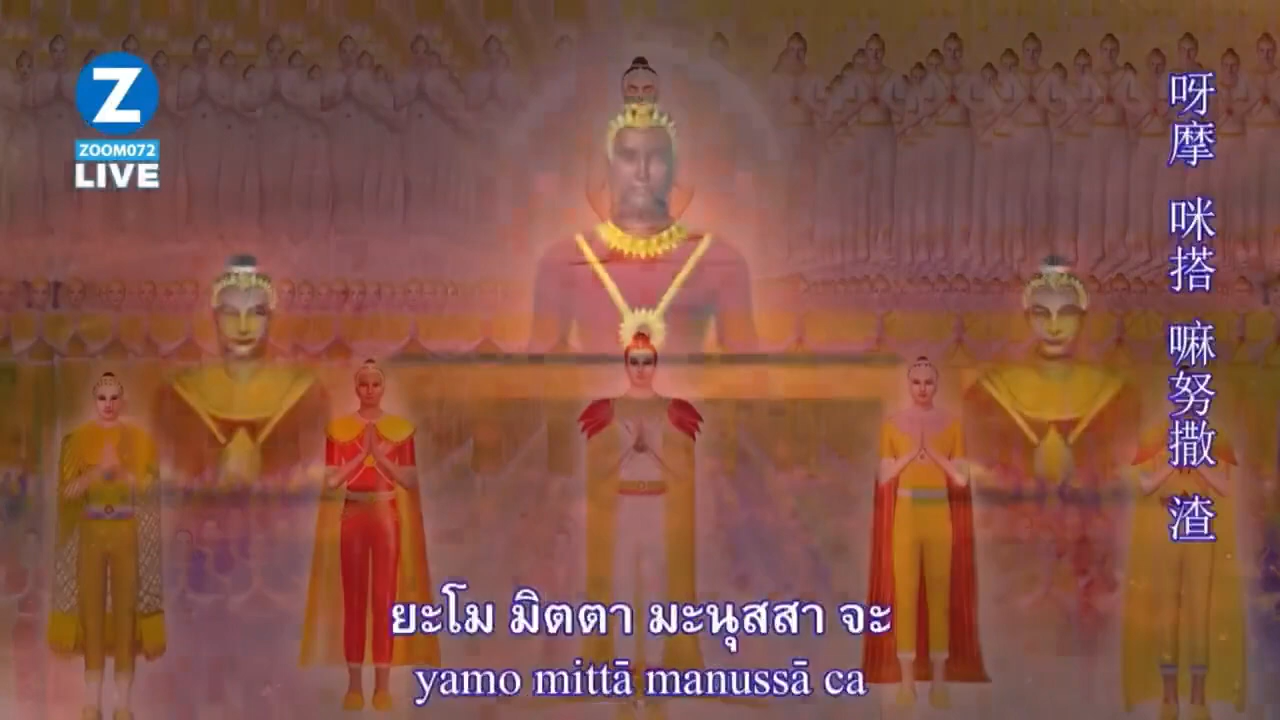 Z
ZOOM072
LIVE
呀摩 咪搭 嘛努撒 渣
ยะโม มิตตา มะนุสสา จะ
yamo mittā manussā ca